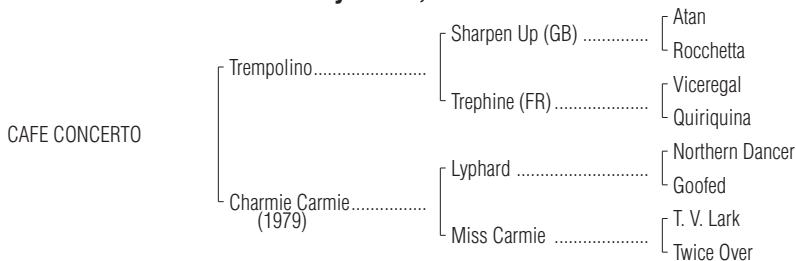 Atan
Sharpen Up (GB) ..............
Rocchetta
Trempolino........................
Viceregal
Trephine (FR) ....................
Quiriquina
CAFE CONCERTO
Northern Dancer
Lyphard ............................
Goofed
Charmie Carmie................
(1979)
T. V. Lark
Miss Carmie ....................
Twice Over